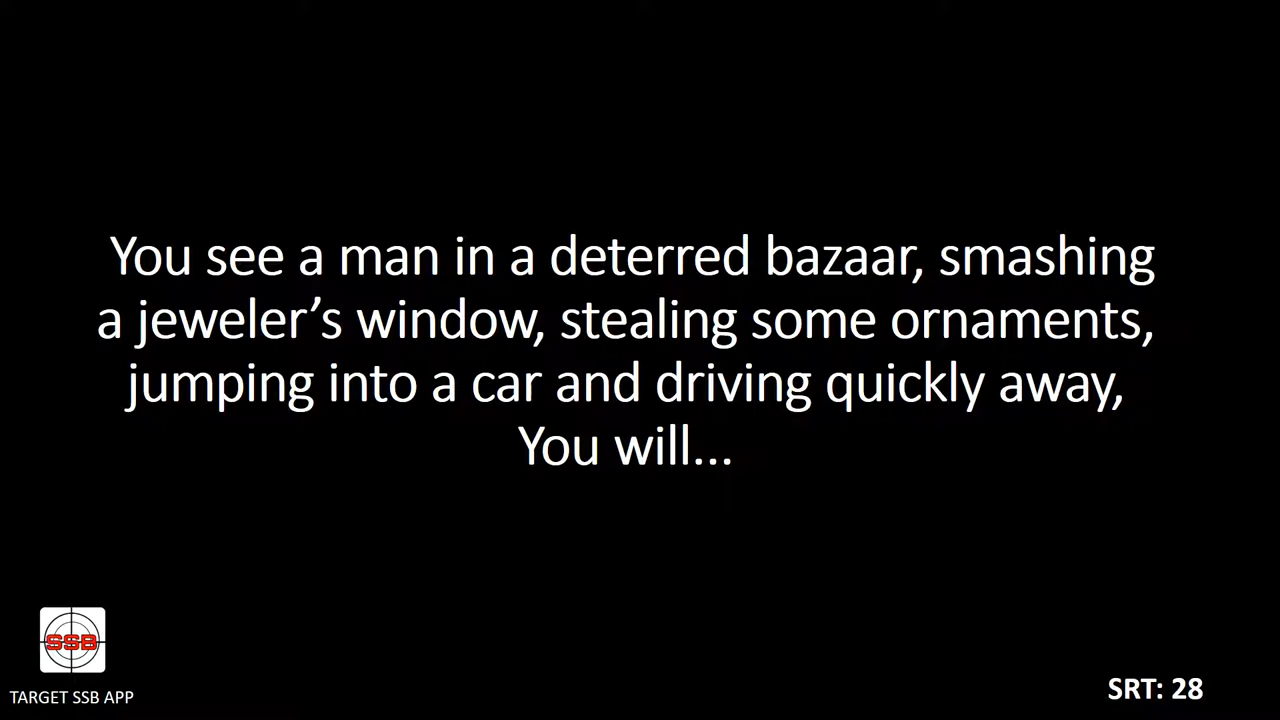 You see a man in a deterred bazaar, smashing
a jeweler’s window, stealing some ornaments,
jumping into a car and driving quickly away,
You will...
SSB
TARGET SSB APP
SRT: 28